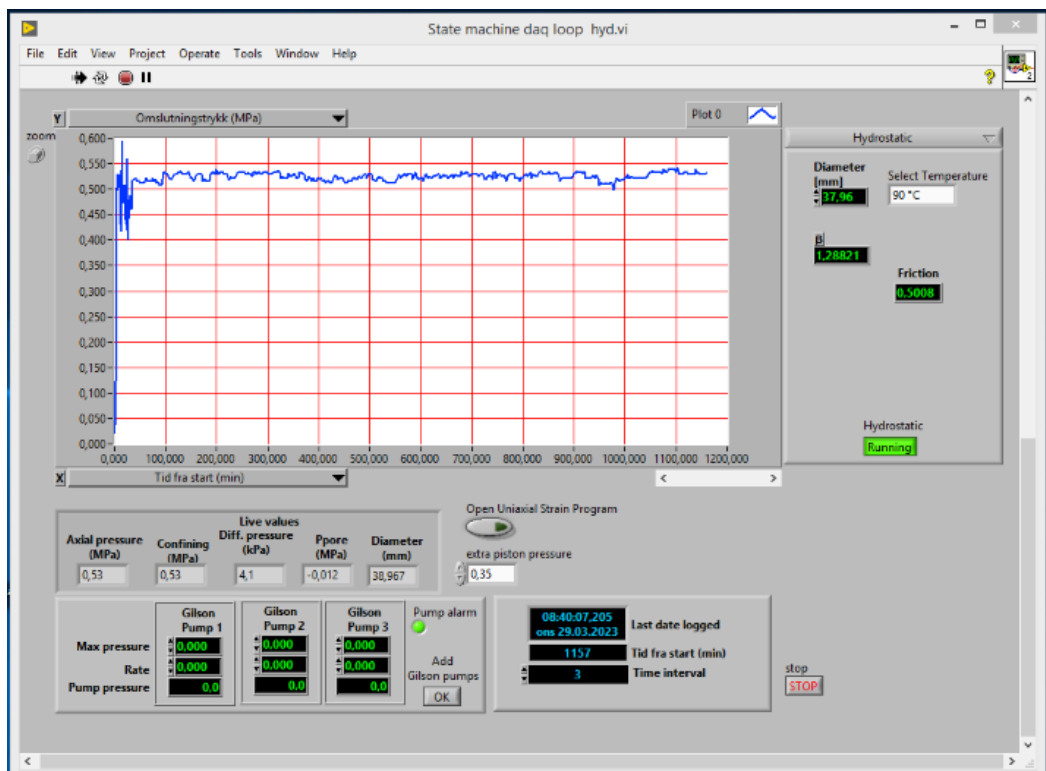 State machine daq loop hyd.vi
File Edit View Project Operate Tools Window Help
2
Y Omslutningstrykk (MPa)
Plot 0
zoom
0,600
0,550
0,500
0,450
0,400
0,350
0,300
0,250
0,200
0,150
0,100
0,050
0,000
0,000 100,000 200,000 300,000 400,000 500,000 600,000 700,000 800,000 900,000 1000,000 1100,000 1200,000
X Tid fra start (min)
Hydrostatic
Diameter
[mm]
37,96
Select Temperature
90 °C
β
1,28821
Friction
0,5008
Hydrostatic
Running
Live values
Axial pressure
(MPa)
0,53
Confining
(MPa)
0,53
Diff. pressure
(kPa)
4,1
Ppore
(MPa)
-0,012
Diameter
(mm)
38,967
Open Uniaxial Strain Program
extra piston pressure
0,35
Gilson
Pump 1
Gilson
Pump 2
Gilson
Pump 3
Max pressure 0,000 0,000 0,000
Rate 0,000 0,000 0,000
Pump pressure 0,0 0,0 0,0
Pump alarm
Add
Gilson pumps
OK
08:40:07,205
ons 29.03.2023
Last date logged
1157 Tid fra start (min)
3 Time interval
stop
STOP